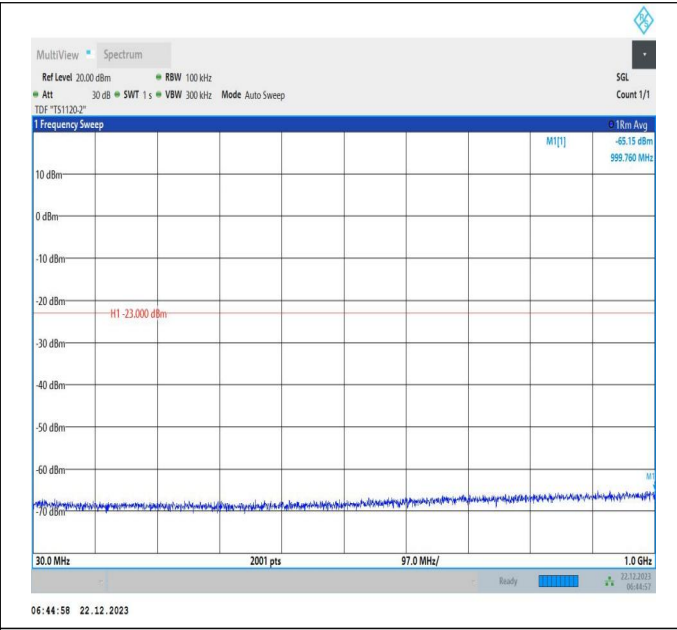 MultiView Spectrum
Ref Level 20.00 dBm RBW 100 kHz SGL
Att 30 dB SWT 1 s VBW 300 kHz Mode Auto Sweep Count 1/1
TDF "TS1120-2"
1 Frequency Sweep 1Rm Avg
M1[1] -65.15 dBm
999.760 MHz
10 dBm
0 dBm
-10 dBm
-20 dBm
H1 -23.000 dBm
-30 dBm
-40 dBm
-50 dBm
-60 dBm
M1
-70 dBm
30.0 MHz 2001 pts 97.0 MHz/ 1.0 GHz
Ready 22.12.2023
06:44:57
06:44:58 22.12.2023